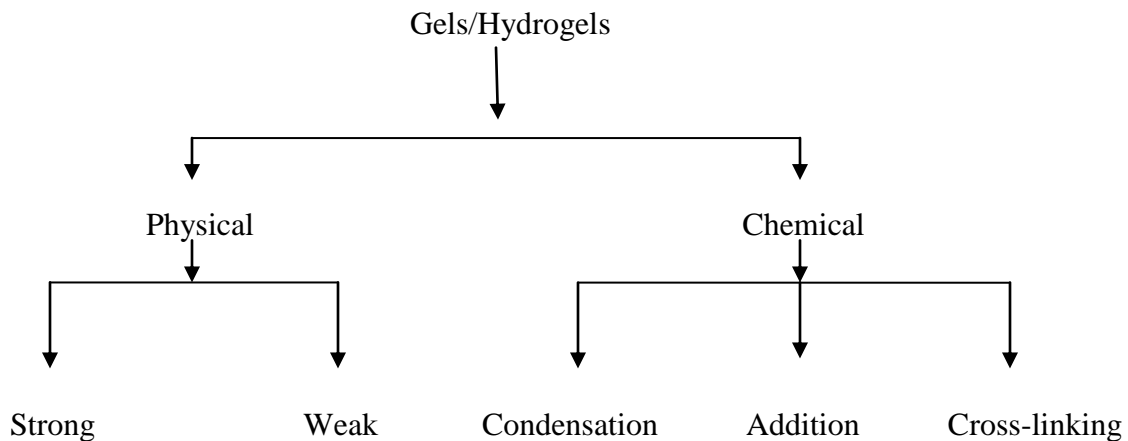 Gels/Hydrogels
Physical Chemical
Strong Weak Condensation Addition Cross-linking